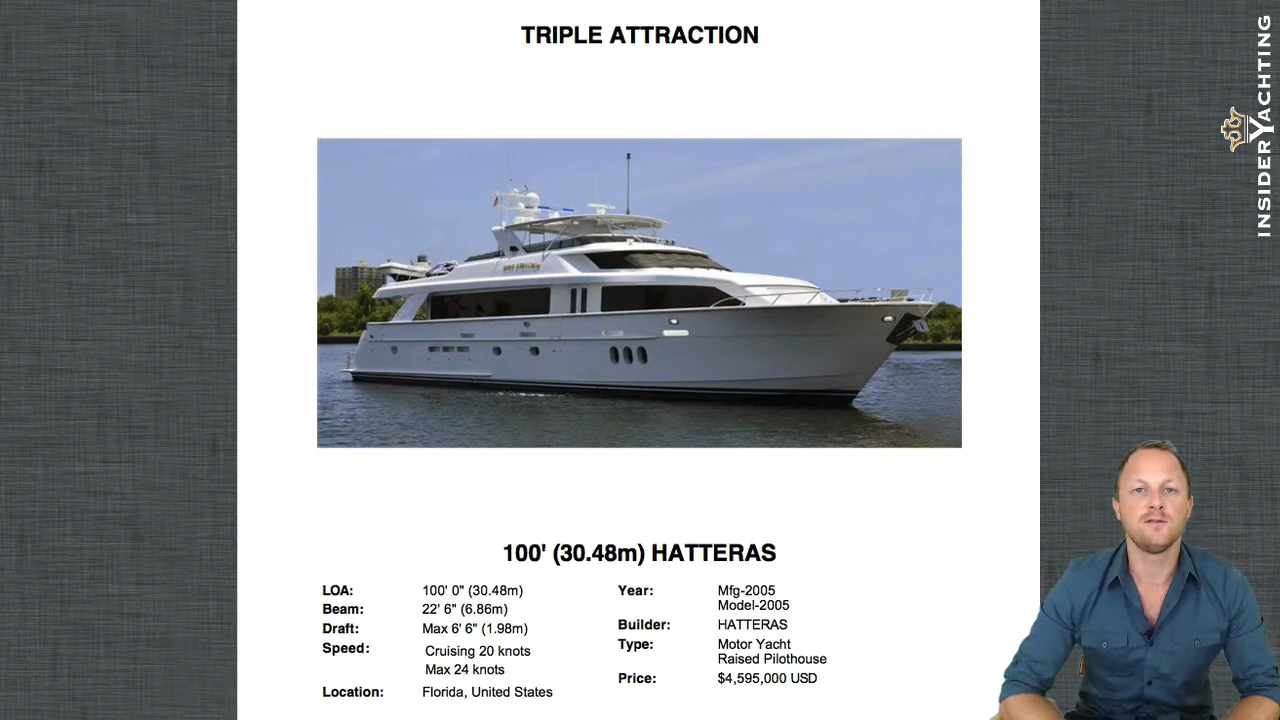 TRIPLE ATTRACTION
INSIDERYACHTING
100' (30.48m) HATTERAS
LOA: 100' 0" (30.48m)
Beam: 22' 6" (6.86m)
Draft: Max 6' 6" (1.98m)
Speed: Cruising 20 knots
Max 24 knots
Location: Florida, United States
Year: Mfg-2005
Model-2005
Builder: HATTERAS
Type: Motor Yacht
Raised Pilothouse
Price: $4,595,000 USD